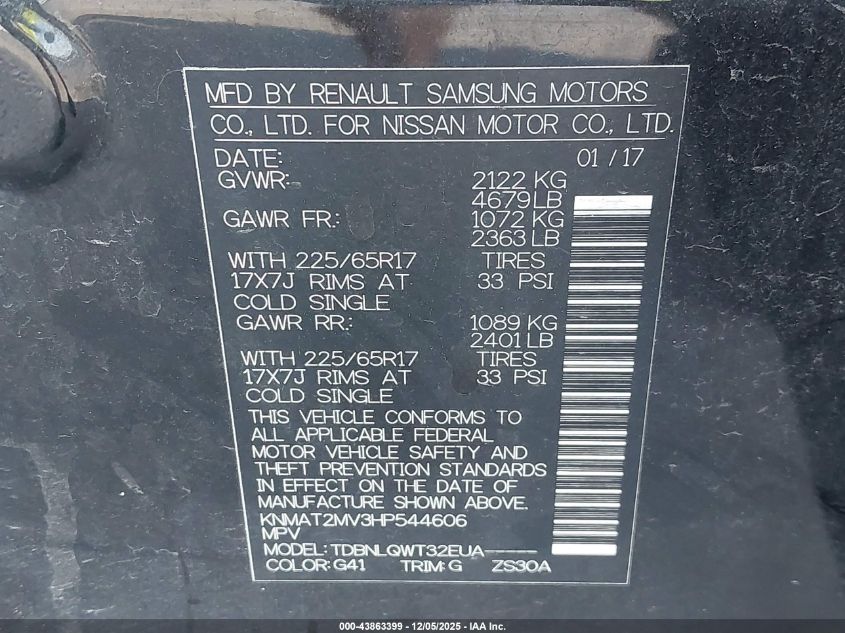 MFD BY RENAULT SAMSUNG MOTORS
CO., LTD. FOR NISSAN MOTOR CO., LTD.
DATE: 01 / 17
GVWR: 2122 KG
4679 LB
GAWR FR.: 1072 KG
2363 LB
WITH 225/65R17 TIRES
17X7J RIMS AT 33 PSI
COLD SINGLE
GAWR RR.: 1089 KG
2401 LB
WITH 225/65R17 TIRES
17X7J RIMS AT 33 PSI
COLD SINGLE
THIS VEHICLE CONFORMS TO
ALL APPLICABLE FEDERAL
MOTOR VEHICLE SAFETY AND
THEFT PREVENTION STANDARDS
IN EFFECT ON THE DATE OF
MANUFACTURE SHOWN ABOVE.
KNMAT2MV3HP544606
MPV
MODEL: TDBNLQWT32EUA-----
COLOR: G41 TRIM: G ZS30A
000-43863399 - 12/05/2025 - IAA Inc.